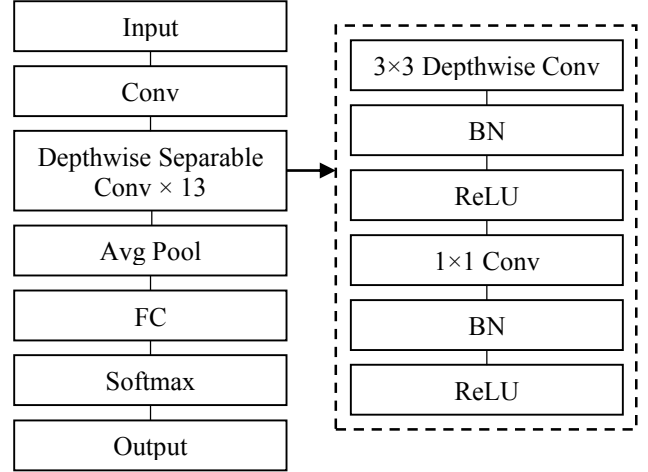 Input
Conv
Depthwise Separable
Conv × 13
Avg Pool
FC
Softmax
Output
3×3 Depthwise Conv
BN
ReLU
1×1 Conv
BN
ReLU